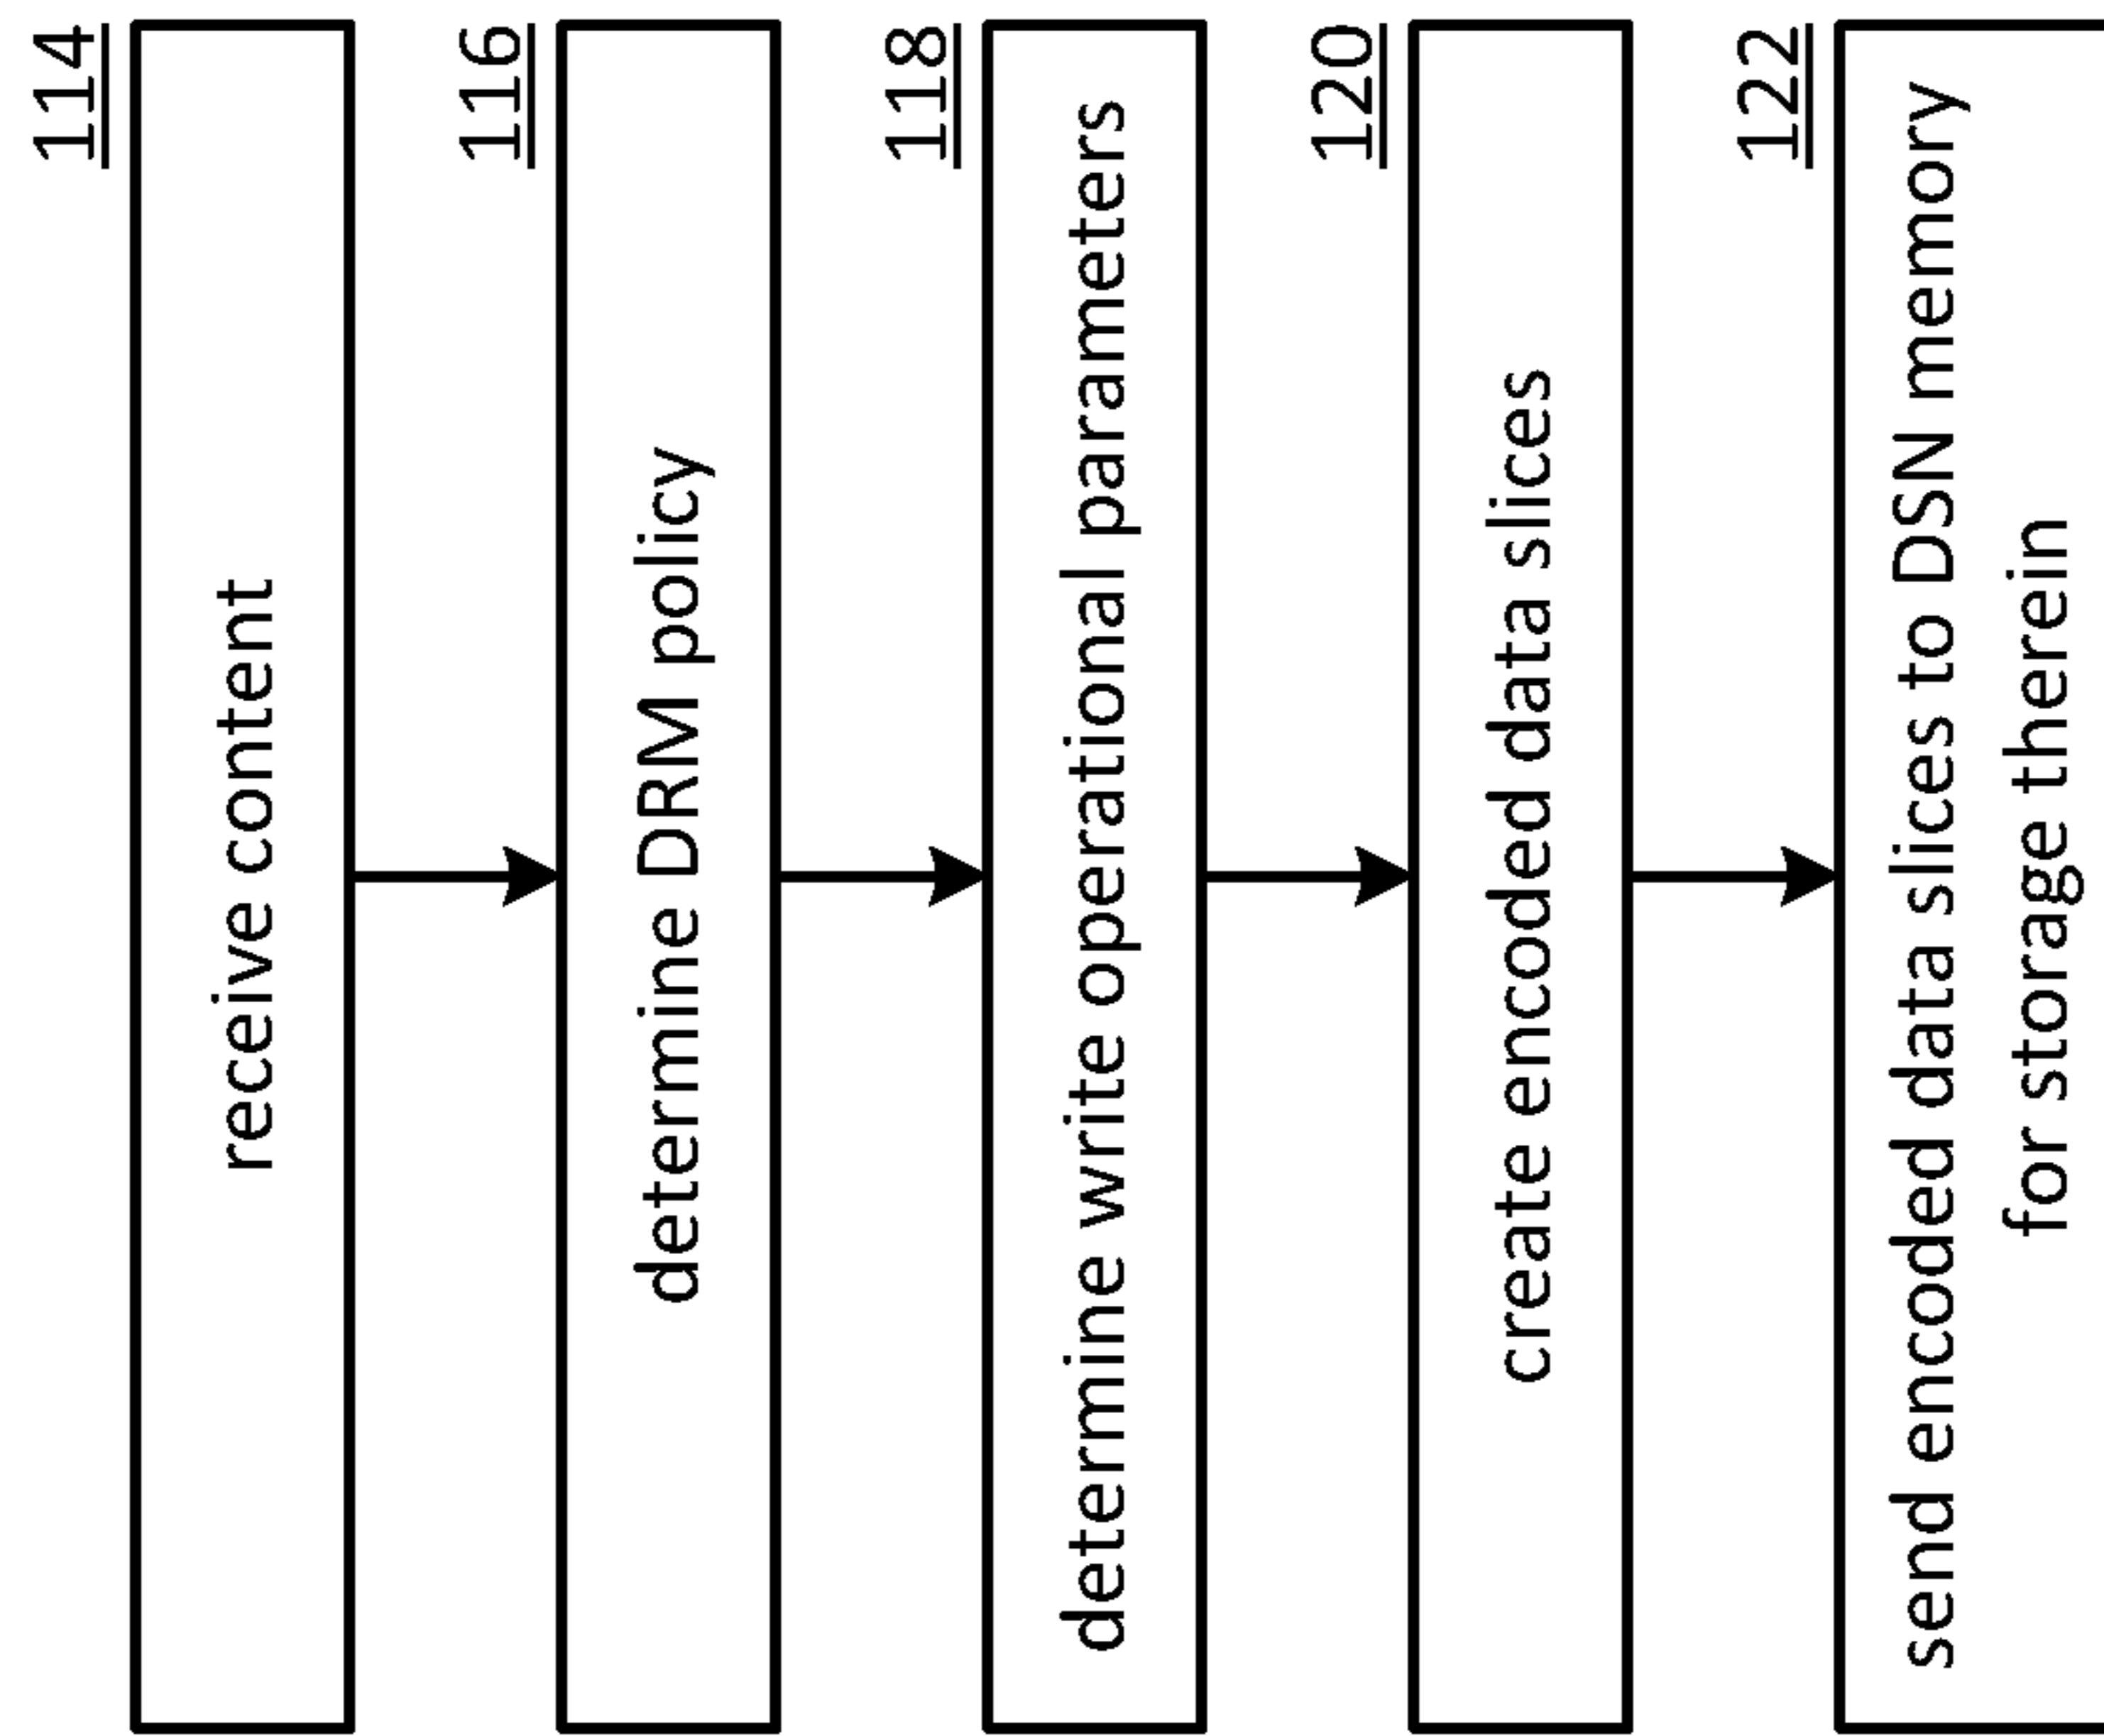 114
receive content
116
determine DRM policy
118
determine write operational parameters
120
create encoded data slices
122
send encoded data slices to DSN memory
for storage therein